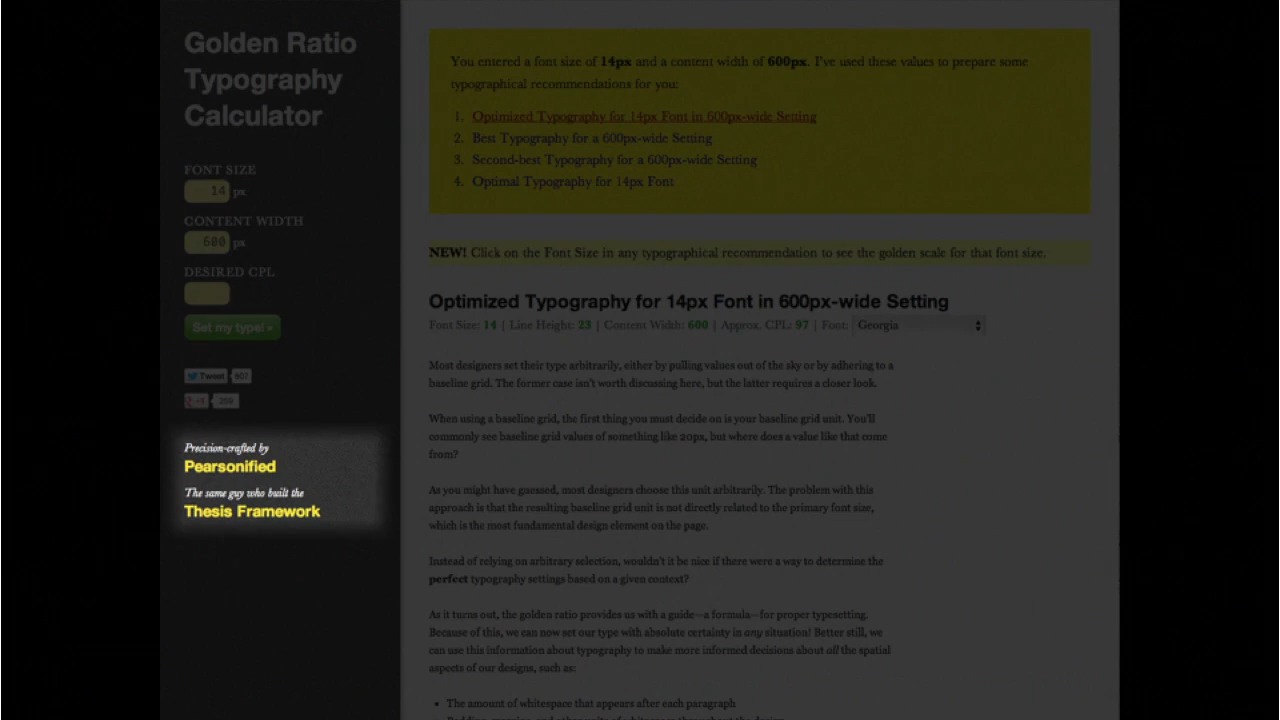 Golden Ratio
Typography
Calculator
FONT SIZE
14 px
CONTENT WIDTH
600 px
DESIRED CPL
Set my type! »
Tweet 607
+1
Precision-crafted by
Pearsonified
The same guy who built the
Thesis Framework
You entered a font size of 14px and a content width of 600px. I've used these values to prepare some
typographical recommendations for you:
1. Optimized Typography for 14px Font in 600px-wide Setting
2. Best Typography for a 600px-wide Setting
3. Second-best Typography for a 600px-wide Setting
4. Optimal Typography for 14px Font
NEW! Click on the Font Size in any typographical recommendation to see the golden scale for that font size.
Optimized Typography for 14px Font in 600px-wide Setting
Font Size: 14 | Line Height: 23 | Content Width: 600 | Approx. CPL: 97 | Font: Georgia
Most designers set their type arbitrarily, either by pulling values out of the sky or by adhering to a
baseline grid. The former case isn't worth discussing here, but the latter requires a closer look.
When using a baseline grid, the first thing you must decide on is your baseline grid unit. You'll
commonly see baseline grid values of something like 20px, but where does a value like that come
from?
As you might have guessed, most designers choose this unit arbitrarily. The problem with this
approach is that the resulting baseline grid unit is not directly related to the primary font size,
which is the most fundamental design element on the page.
Instead of relying on arbitrary selection, wouldn't it be nice if there were a way to determine the
perfect typography settings based on a given context?
As it turns out, the golden ratio provides us with a guide—a formula—for proper typesetting.
Because of this, we can now set our type with absolute certainty in any situation! Better still, we
can use this information about typography to make more informed decisions about all the spatial
aspects of our designs, such as:
• The amount of whitespace that appears after each paragraph